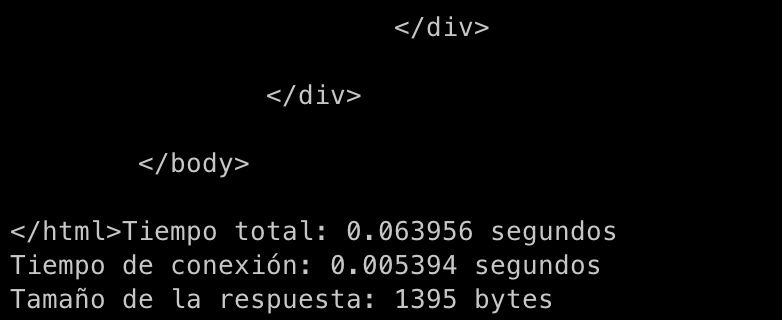 </div>
</div>
</body>
</html>Tiempo total: 0.063956 segundos
Tiempo de conexión: 0.005394 segundos
Tamaño de la respuesta: 1395 bytes